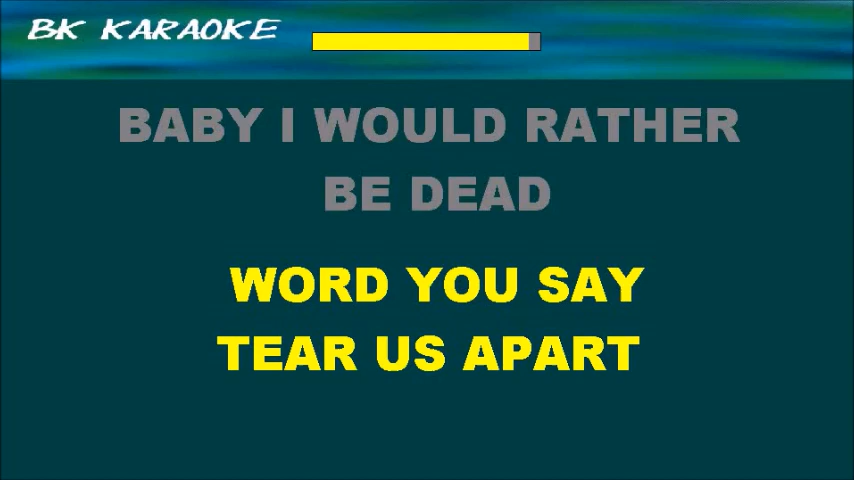 BK KARAOKE
BABY I WOULD RATHER
BE DEAD
WORD YOU SAY
TEAR US APART